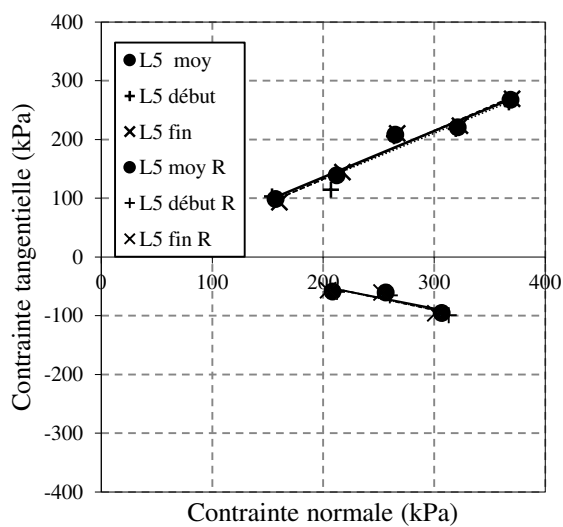 400
300
200
100
0
-100
-200
-300
-400
0 100 200 300 400
L5 moy
L5 début
L5 fin
L5 moy R
L5 début R
L5 fin R
Contrainte tangentielle (kPa)
Contrainte normale (kPa)